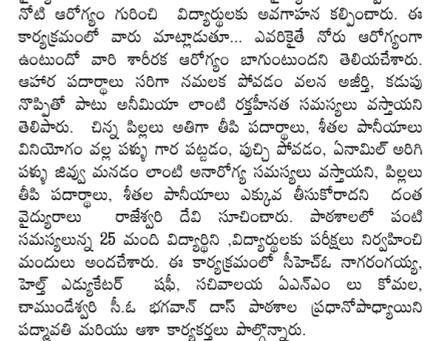 నోటి ఆరోగ్యం గురించి విద్యార్థులకు అవగాహన కల్పించారు. ఈ
కార్యక్రమంలో వారు మాట్లాడుతూ... ఎవరికైతే నోరు ఆరోగ్యంగా
ఉంటుందో వారి శారీరక ఆరోగ్యం బాగుంటుందని తెలియచేశారు.
ఆహార పదార్థాలు సరిగా నమలక పోవడం వలన అజీర్తి, కడుపు
నొప్పితో పాటు అనీమియా లాంటి రక్తహీనత సమస్యలు వస్తాయని
తెలిపారు. చిన్న పిల్లలు అతిగా తీపి పదార్థాలు, శీతల పానీయాలు
వినియోగం వల్ల పళ్ళు గార పట్టడం, పుచ్చి పోవడం, ఏనామిల్ అరిగి
పళ్ళు జివ్వు మనడం లాంటి అనారోగ్య సమస్యలు వస్తాయని, పిల్లలు
తీపి పదార్థాలు, శీతల పానీయాలు ఎక్కువ తీసుకోరాదని దంత
వైద్యురాలు రాజేశ్వరి దేవి సూచించారు. పాఠశాలలో పంటి
సమస్యలున్న 25 మంది విద్యార్థిని ,విద్యార్థులకు పరీక్షలు నిర్వహించి
మందులు అందచేశారు. ఈ కార్యక్రమంలో సీహెచ్ఓ నాగరంగయ్య,
హెల్త్ ఎడ్యుకేటర్ షఫీ, సచివాలయ ఏఎన్ఎం లు కోమల,
చాముండేశ్వరి సి.ఓ భగవాన్ దాస్ పాఠశాల ప్రధానోపాధ్యాయిని
పద్మావతి మరియు ఆశా కార్యకర్తలు పాల్గొన్నారు.